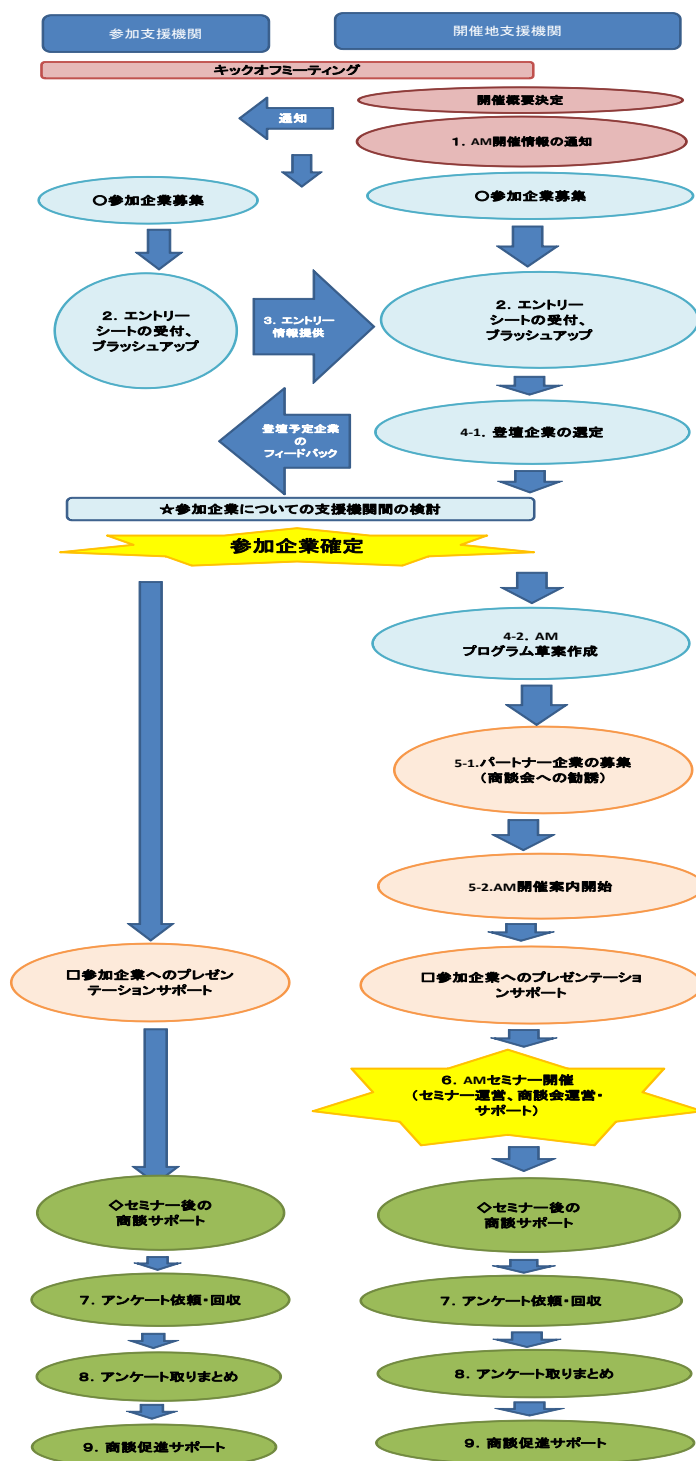 参加支援機関
開催地支援機関
キックオフミーティング
開催概要決定
通知
1. AM開催情報の通知
〇参加企業募集
〇参加企業募集
2. エントリー
シートの受付、
ブラッシュアップ
3. エントリー
情報提供
2. エントリー
シートの受付、
ブラッシュアップ
登壇予定企業
の
フィードバック
4-1. 登壇企業の選定
☆参加企業についての支援機関間の検討
参加企業確定
4-2. AM
プログラム草案作成
5-1.パートナー企業の募集
(商談会への勧誘)
5-2.AM開催案内開始
□参加企業へのプレゼン
テーションサポート
□参加企業へのプレゼンテーショ
ンサポート
6. AMセミナー開催
(セミナー運営、商談会運営・
サポート)
◇セミナー後の
商談サポート
◇セミナー後の
商談サポート
7. アンケート依頼・回収
7. アンケート依頼・回収
8. アンケート取りまとめ
8. アンケート取りまとめ
9. 商談促進サポート
9. 商談促進サポート